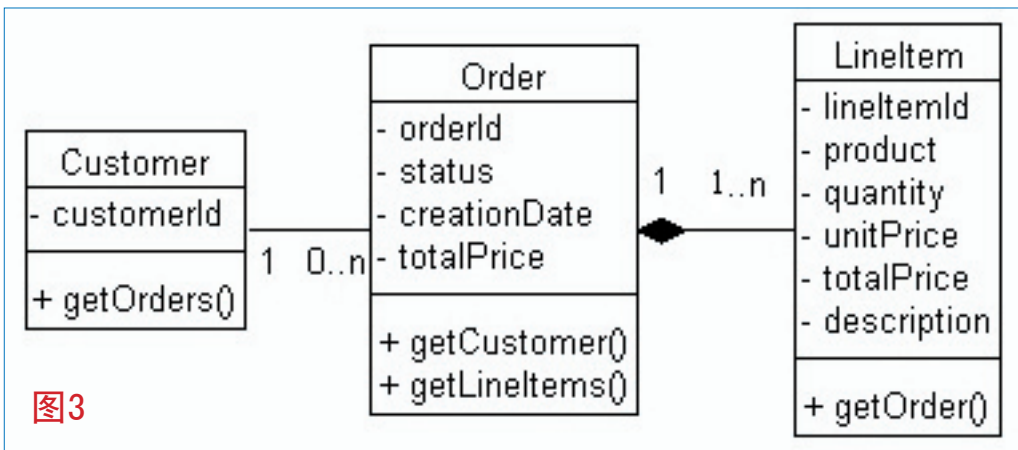 Customer
- customerId
+ getOrders()
1
0..n
Order
- orderId
- status
- creationDate
- totalPrice
+ getCustomer()
+ getLineItems()
1
1..n
LineItem
- lineItemId
- product
- quantity
- unitPrice
- totalPrice
- description
+ getOrder()
图3